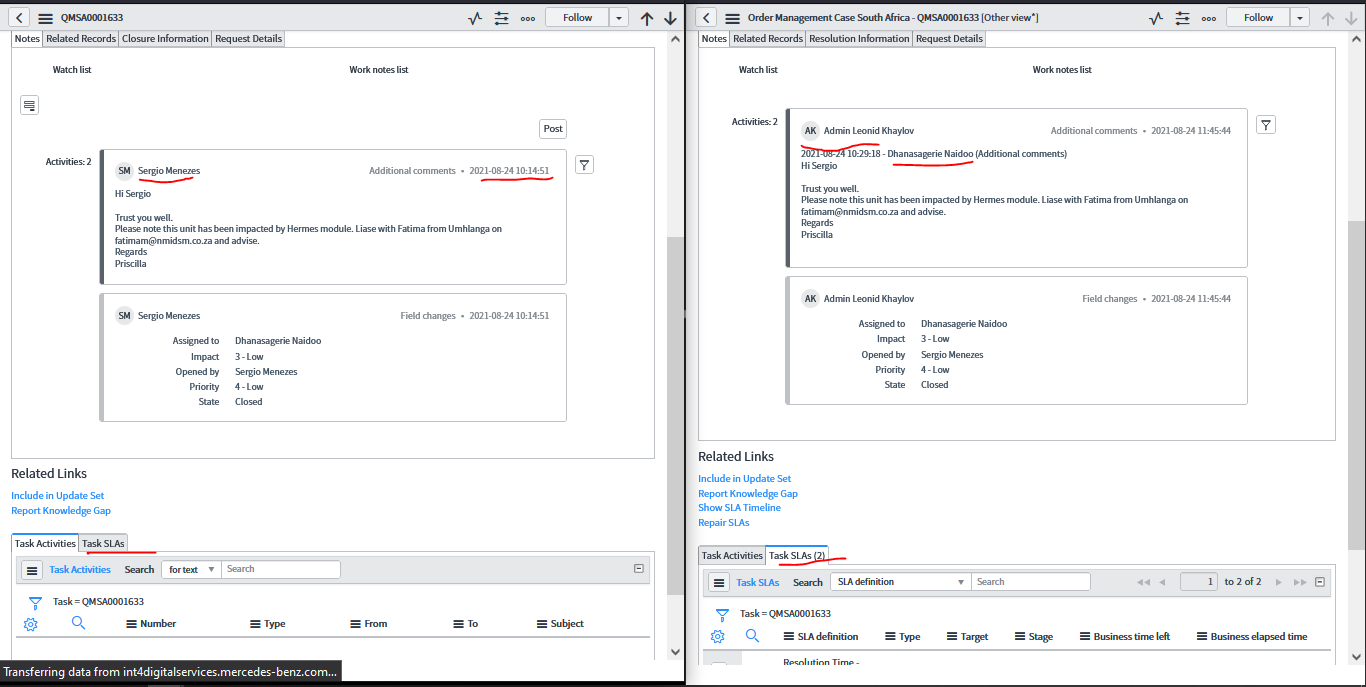 QMSA0001633
Follow
Notes
Related Records
Closure Information
Request Details
Watch list
Work notes list
Post
Activities: 2
SM
Sergio Menezes
Additional comments • 2021-08-24 10:14:51
Hi Sergio
Trust you well.
Please note this unit has been impacted by Hermes module. Liase with Fatima from Umhlanga on
fatimam@nmidsm.co.za and advise.
Regards
Priscilla
SM
Sergio Menezes
Field changes • 2021-08-24 10:14:51
Assigned to Dhanasagerie Naidoo
Impact 3 - Low
Opened by Sergio Menezes
Priority 4 - Low
State Closed
Related Links
Include in Update Set
Report Knowledge Gap
Task Activities
Task SLAs
Task Activities
Search
for text
Search
Task = QMSA0001633
Number
Type
From
To
Subject
Transferring data from int4digitalservices.mercedes-benz.com...
Order Management Case South Africa - QMSA0001633 [Other view*]
Follow
Notes
Related Records
Resolution Information
Request Details
Watch list
Work notes list
Activities: 2
AK
Admin Leonid Khaylov
Additional comments • 2021-08-24 11:45:44
2021-08-24 10:29:18 - Dhanasagerie Naidoo (Additional comments)
Hi Sergio
Trust you well.
Please note this unit has been impacted by Hermes module. Liase with Fatima from Umhlanga on
fatimam@nmidsm.co.za and advise.
Regards
Priscilla
AK
Admin Leonid Khaylov
Field changes • 2021-08-24 11:45:44
Assigned to Dhanasagerie Naidoo
Impact 3 - Low
Opened by Sergio Menezes
Priority 4 - Low
State Closed
Related Links
Include in Update Set
Report Knowledge Gap
Show SLA Timeline
Repair SLAs
Task Activities
Task SLAs (2)
Task SLAs
Search
SLA definition
Search
1 to 2 of 2
Task = QMSA0001633
SLA definition
Type
Target
Stage
Business time left
Business elapsed time
Resolution Time -